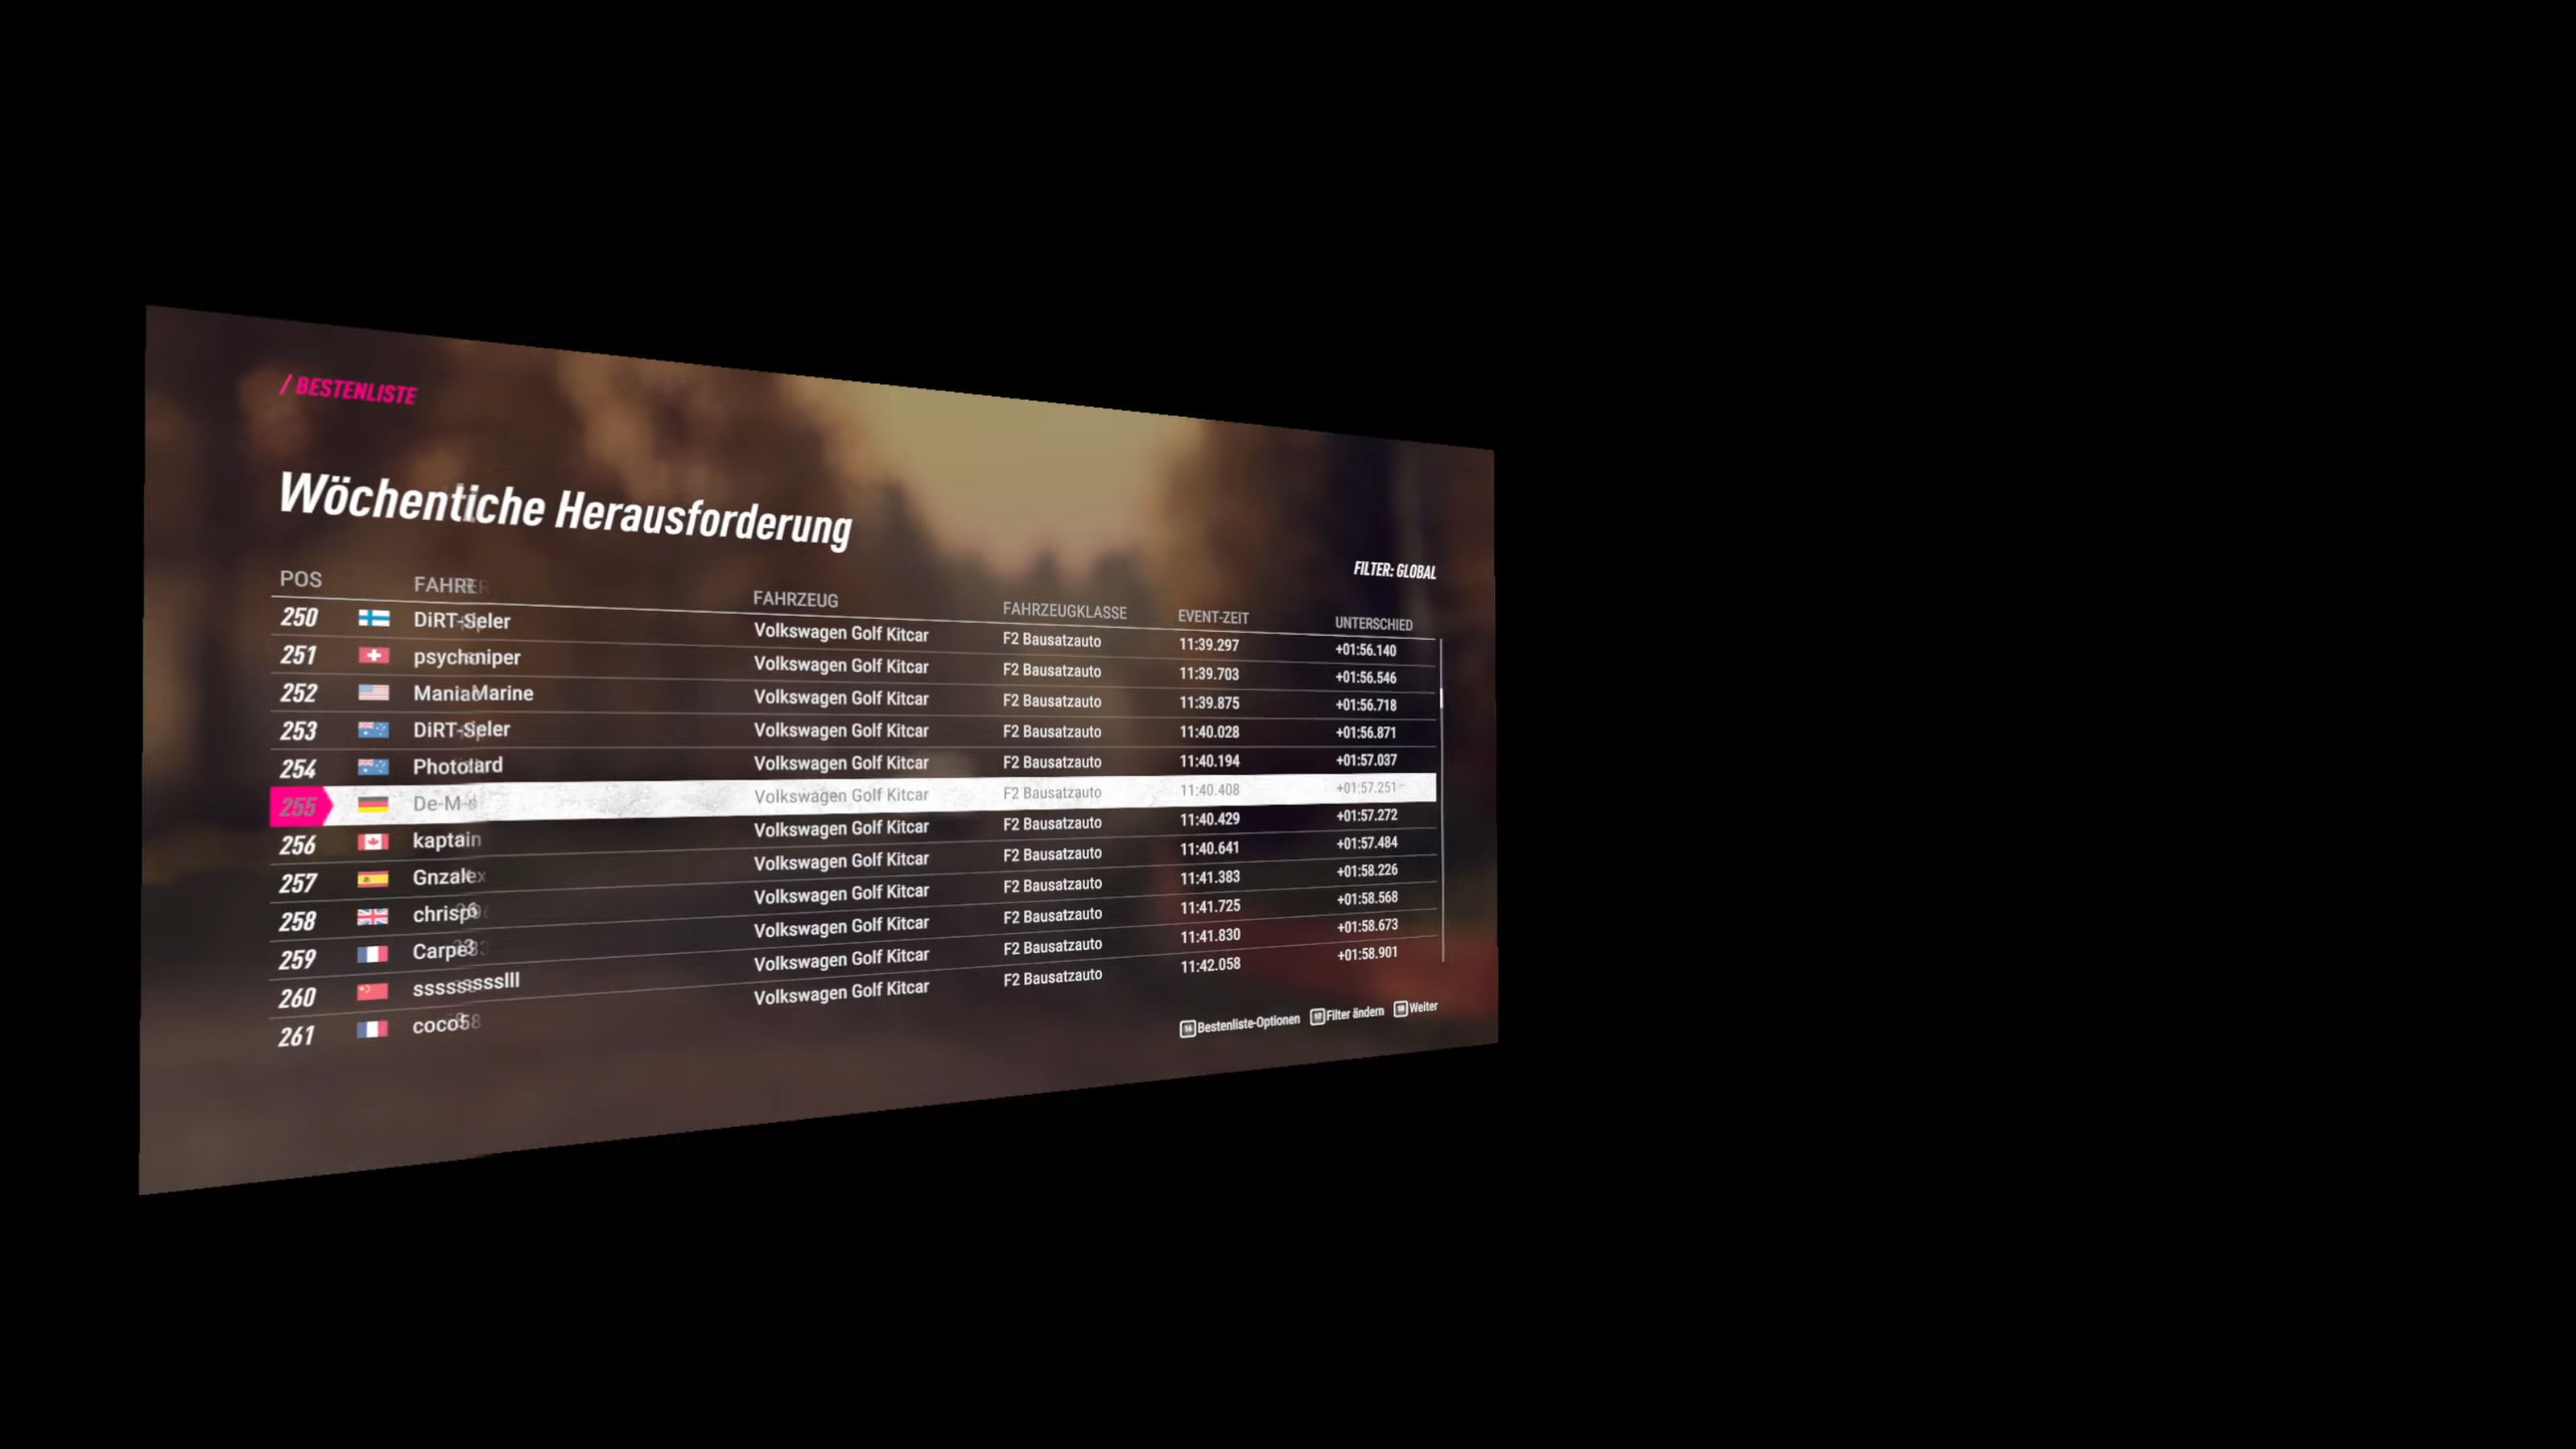 / BESTENLISTE
Wöchentiche Herausforderung
FILTER: GLOBAL
POS FAHRER FAHRZEUG FAHRZEUGKLASSE EVENT-ZEIT UNTERSCHIED
250 Volkswagen Golf Kitcar F2 Bausatzauto 11:39.297 +01:56.140
251 Volkswagen Golf Kitcar F2 Bausatzauto 11:39.703 +01:56.546
252 Volkswagen Golf Kitcar F2 Bausatzauto 11:39.875 +01:56.718
253 Volkswagen Golf Kitcar F2 Bausatzauto 11:40.028 +01:56.871
254 Volkswagen Golf Kitcar F2 Bausatzauto 11:40.194 +01:57.037
255 Volkswagen Golf Kitcar F2 Bausatzauto 11:40.408 +01:57.251
256 kaptain Volkswagen Golf Kitcar F2 Bausatzauto 11:40.429 +01:57.272
257 Volkswagen Golf Kitcar F2 Bausatzauto 11:40.641 +01:57.484
258 Volkswagen Golf Kitcar F2 Bausatzauto 11:41.383 +01:58.226
259 Volkswagen Golf Kitcar F2 Bausatzauto 11:41.725 +01:58.568
260 Volkswagen Golf Kitcar F2 Bausatzauto 11:41.830 +01:58.673
261 Volkswagen Golf Kitcar F2 Bausatzauto 11:42.058 +01:58.901
Bestenliste-Optionen Filter ändern Weiter